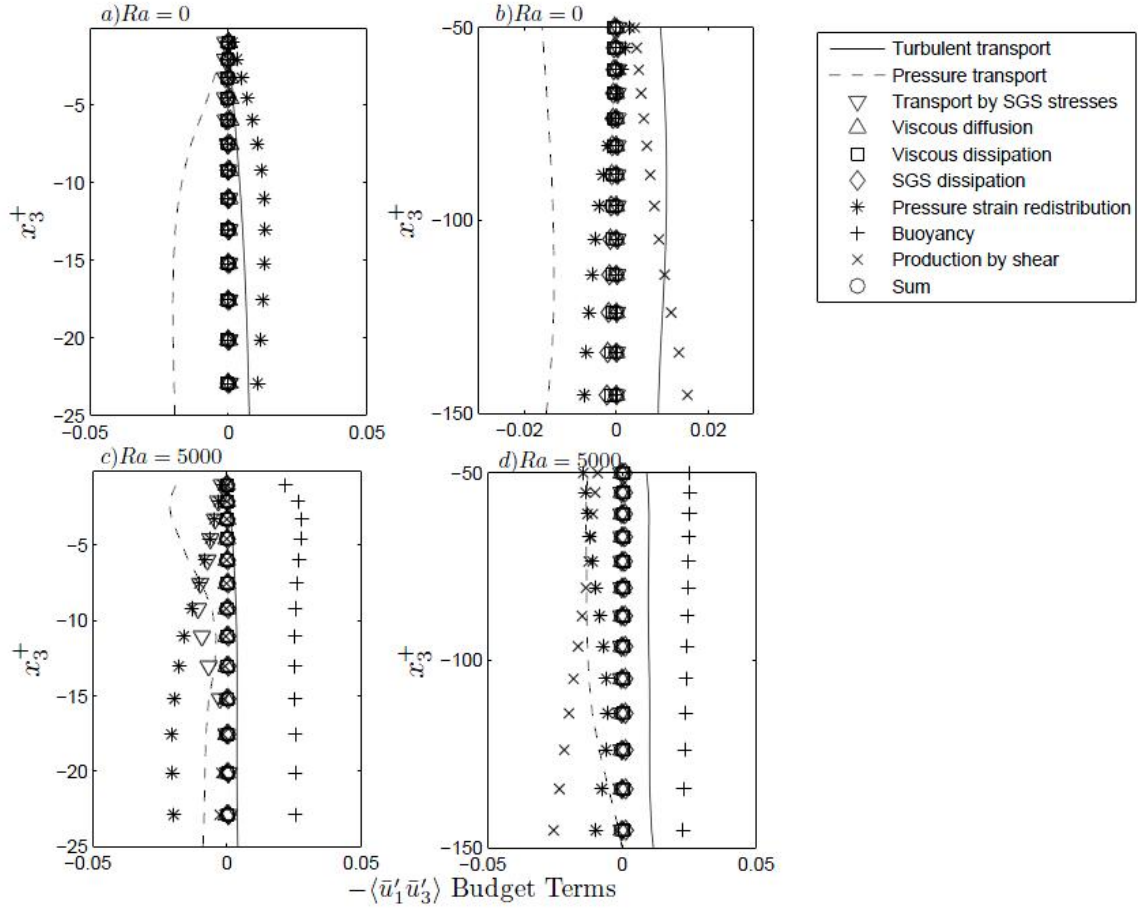 a)Ra = 0
−5
−10
−15
−20
−25
−0.05
0
0.05
x₃⁺
b)Ra = 0
−50
−100
−150
−0.02
0
0.02
x₃⁺
Turbulent transport
Pressure transport
Transport by SGS stresses
Viscous diffusion
Viscous dissipation
SGS dissipation
Pressure strain redistribution
Buoyancy
Production by shear
Sum
c)Ra = 5000
−5
−10
−15
−20
−25
−0.05
0
0.05
x₃⁺
d)Ra = 5000
−50
−100
−150
−0.05
0
0.05
x₃⁺
−⟨ū′₁ū′₃⟩ Budget Terms